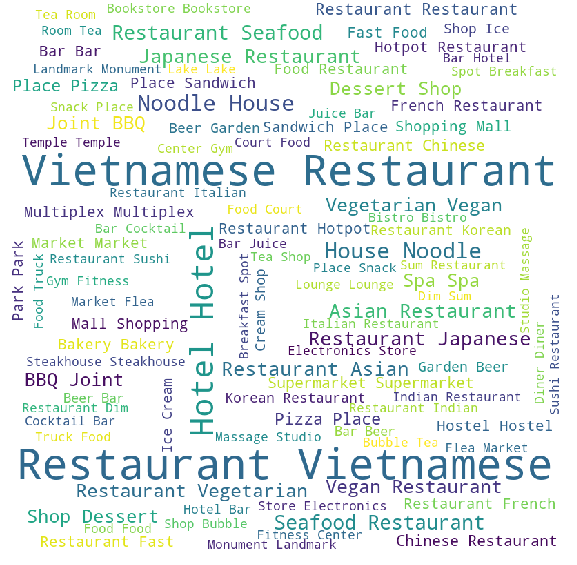 Bookstore Bookstore
Restaurant Restaurant
Tea Room
Room Tea
Restaurant Seafood
Fast Food
Shop Ice
Bar Bar
Japanese Restaurant
Hotpot Restaurant
Bar Hotel
Landmark Monument
Lake Lake
Food Restaurant
Spot Breakfast
Place Pizza
Place Sandwich
Dessert Shop
Snack Place
Noodle House
Juice Bar
French Restaurant
Joint BBQ
Beer Garden
Sandwich Place
Shopping Mall
Temple Temple
Center Gym
Court Food
Restaurant Chinese
Vietnamese Restaurant
Restaurant Italian
Vegetarian Vegan
Multiplex Multiplex
Food Court
Bistro Bistro
Bar Cocktail
Restaurant Hotpot
Restaurant Korean
Park Park
Market Market
Bar Juice
House Noodle
Food Truck
Restaurant Sushi
Hotel Hotel
Tea Shop
Place Snack
Sum Restaurant
Studio Massage
Gym Fitness
Breakfast Spot
Cream Shop
Lounge Lounge
Spa Spa
Market Flea
Dim Sum
Mall Shopping
Asian Restaurant
Italian Restaurant
Bakery Bakery
Restaurant Japanese
Electronics Store
Diner Diner
Sushi Restaurant
Steakhouse Steakhouse
Restaurant Asian
Garden Beer
BBQ Joint
Ice Cream
Supermarket Supermarket
Beer Bar
Korean Restaurant
Indian Restaurant
Restaurant Dim
Restaurant Indian
Cocktail Bar
Pizza Place
Hostel Hostel
Truck Food
Massage Studio
Bar Beer
Bubble Tea
Flea Market
Restaurant Vietnamese
Restaurant Vegetarian
Vegan Restaurant
Hotel Bar
Store Electronics
Restaurant French
Shop Dessert
Shop Bubble
Seafood Restaurant
Food Food
Fitness Center
Restaurant Fast
Monument Landmark
Chinese Restaurant